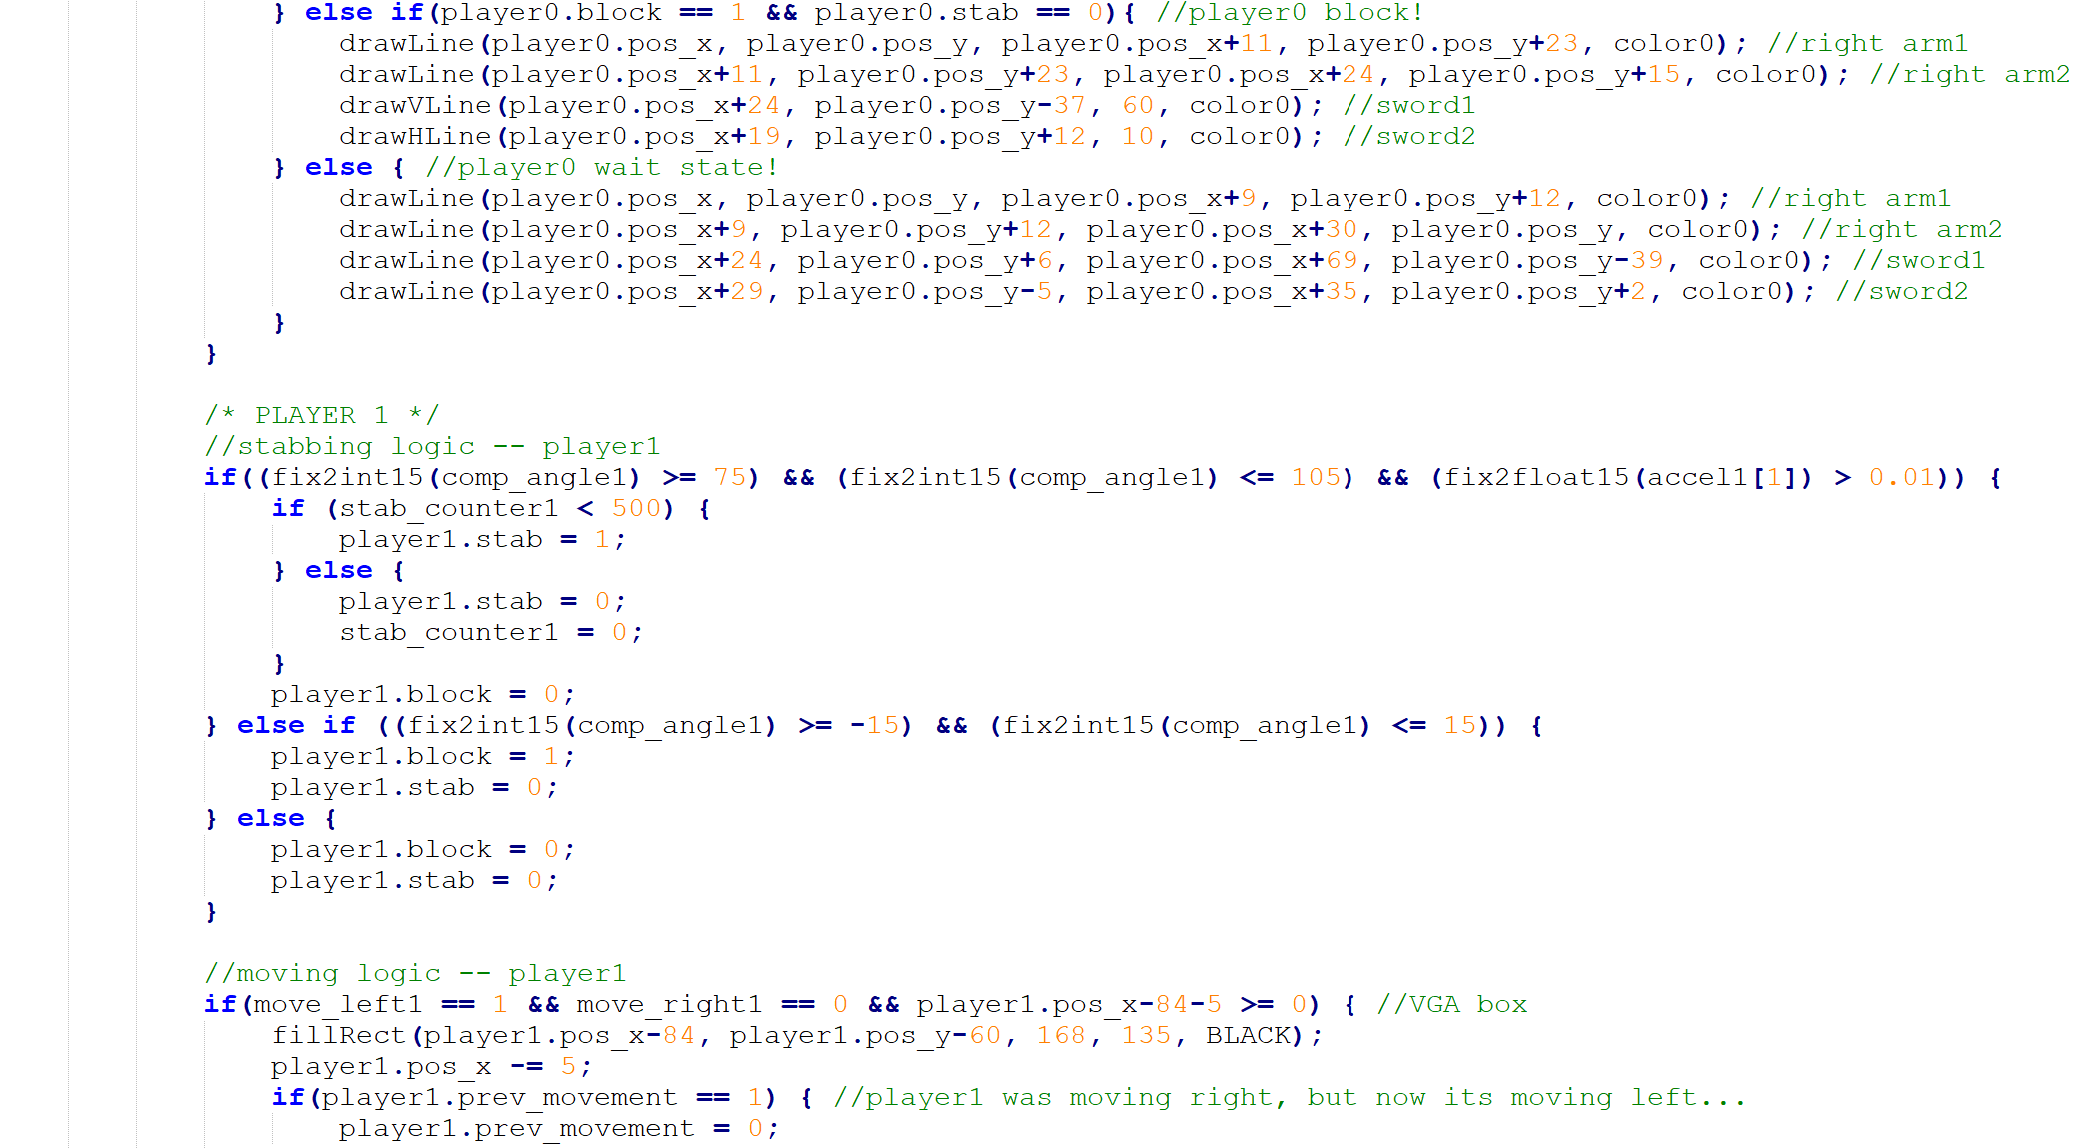 } else if(player0.block == 1 && player0.stab == 0){ //player0 block!
drawLine(player0.pos_x, player0.pos_y, player0.pos_x+11, player0.pos_y+23, color0); //right arm1
drawLine(player0.pos_x+11, player0.pos_y+23, player0.pos_x+24, player0.pos_y+15, color0); //right arm2
drawVLine(player0.pos_x+24, player0.pos_y-37, 60, color0); //sword1
drawHLine(player0.pos_x+19, player0.pos_y+12, 10, color0); //sword2
} else { //player0 wait state!
drawLine(player0.pos_x, player0.pos_y, player0.pos_x+9, player0.pos_y+12, color0); //right arm1
drawLine(player0.pos_x+9, player0.pos_y+12, player0.pos_x+30, player0.pos_y, color0); //right arm2
drawLine(player0.pos_x+24, player0.pos_y+6, player0.pos_x+69, player0.pos_y-39, color0); //sword1
drawLine(player0.pos_x+29, player0.pos_y-5, player0.pos_x+35, player0.pos_y+2, color0); //sword2
}
}
/* PLAYER 1 */
//stabbing logic -- player1
if((fix2int15(comp_angle1) >= 75) && (fix2int15(comp_angle1) <= 105) && (fix2float15(accel1[1]) > 0.01)) {
if (stab_counter1 < 500) {
player1.stab = 1;
} else {
player1.stab = 0;
stab_counter1 = 0;
}
player1.block = 0;
} else if ((fix2int15(comp_angle1) >= -15) && (fix2int15(comp_angle1) <= 15)) {
player1.block = 1;
player1.stab = 0;
} else {
player1.block = 0;
player1.stab = 0;
}
//moving logic -- player1
if(move_left1 == 1 && move_right1 == 0 && player1.pos_x-84-5 >= 0) { //VGA box
fillRect(player1.pos_x-84, player1.pos_y-60, 168, 135, BLACK);
player1.pos_x -= 5;
if(player1.prev_movement == 1) { //player1 was moving right, but now its moving left...
player1.prev_movement = 0;